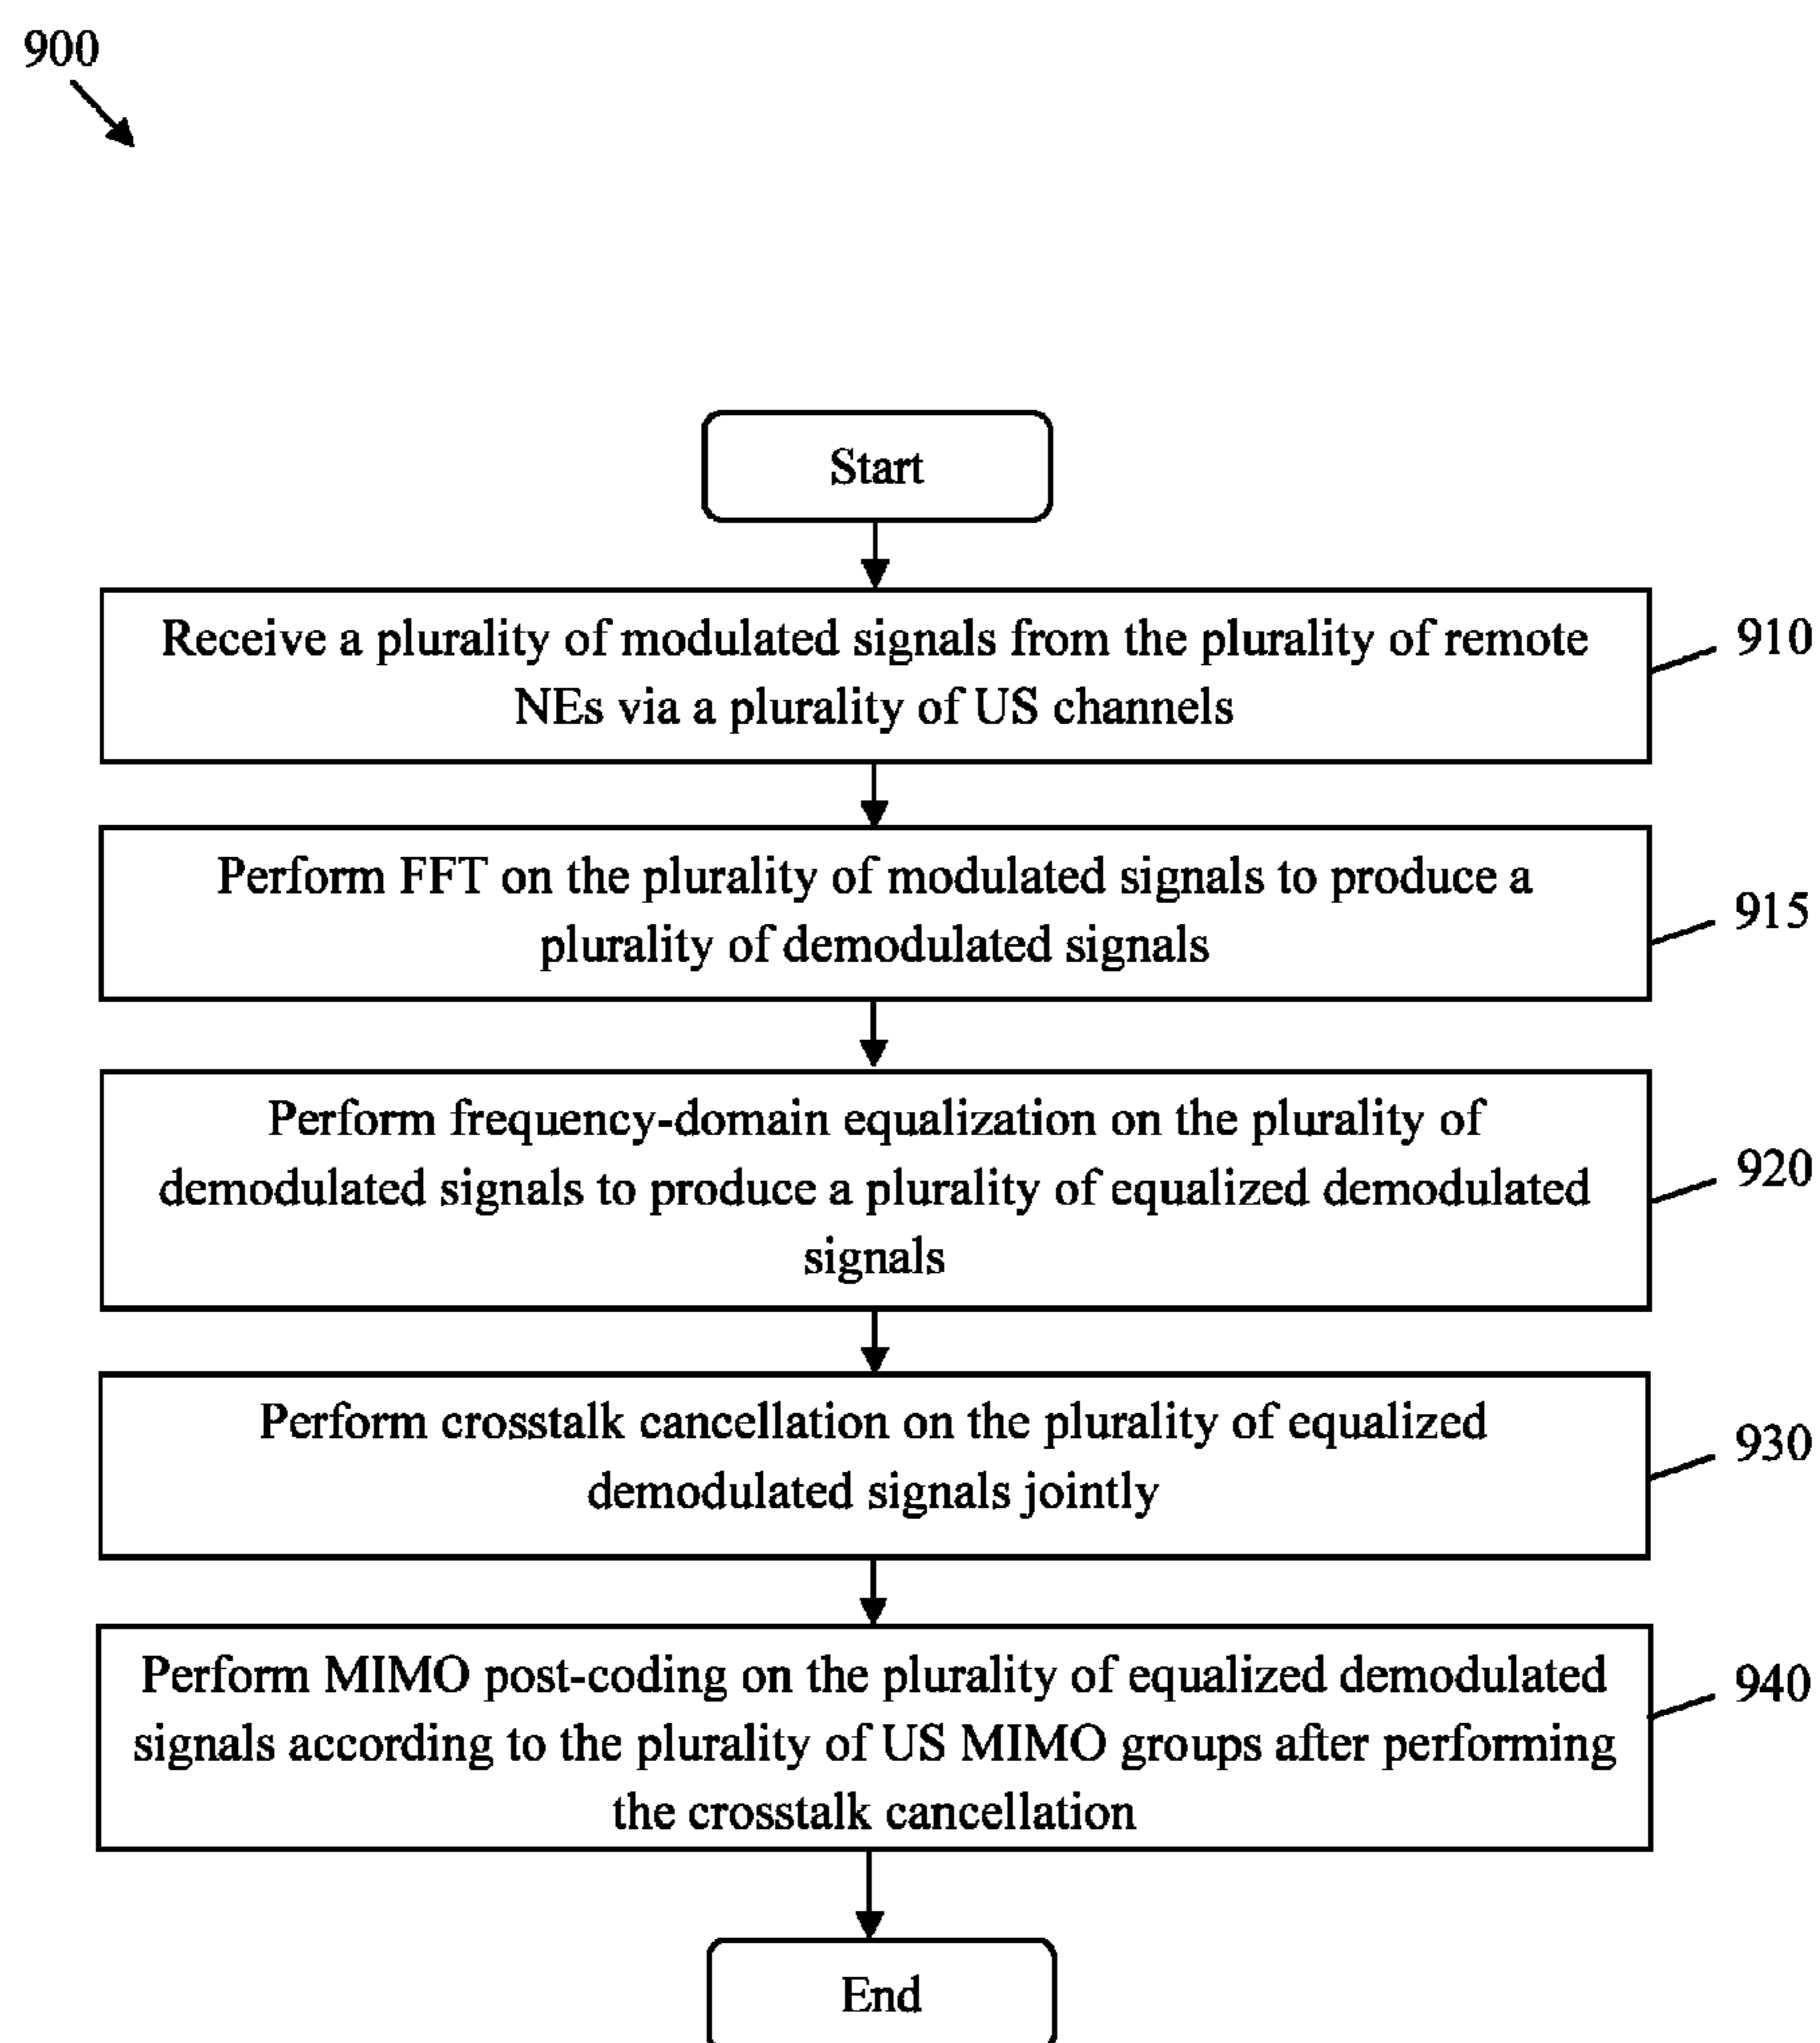 900
Start
Receive a plurality of modulated signals from the plurality of remote
NEs via a plurality of US channels
910
Perform FFT on the plurality of modulated signals to produce a
plurality of demodulated signals
915
Perform frequency-domain equalization on the plurality of
demodulated signals to produce a plurality of equalized demodulated
signals
920
Perform crosstalk cancellation on the plurality of equalized
demodulated signals jointly
930
Perform MIMO post-coding on the plurality of equalized demodulated
signals according to the plurality of US MIMO groups after performing
the crosstalk cancellation
940
End